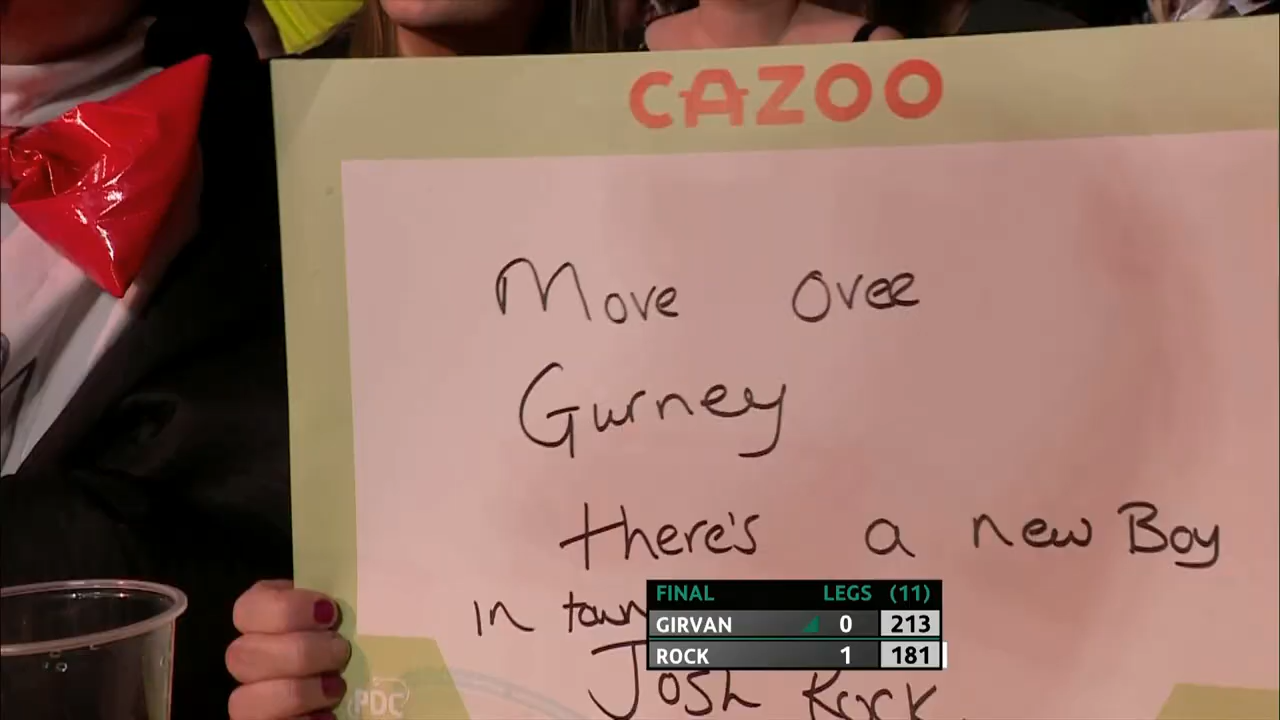 CAZOO
Move over
Gurney
there's a new Boy
in town
Josh Rock
FINAL LEGS (11)
GIRVAN 0 213
ROCK 1 181
PDC